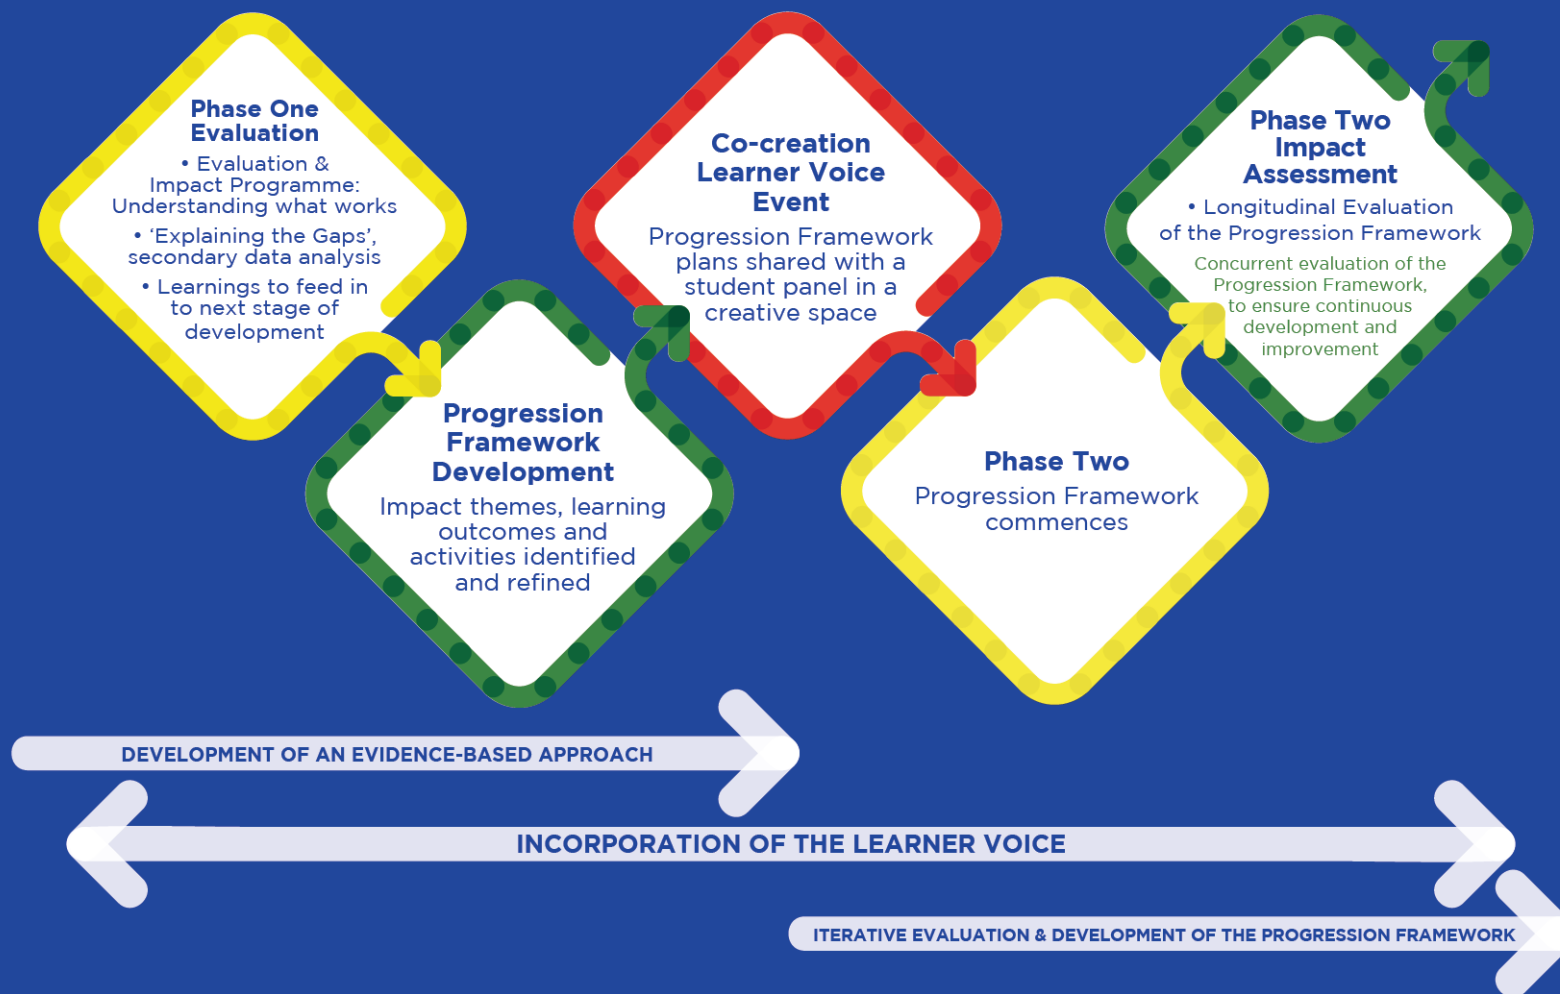 Phase One
Evaluation
• Evaluation &
Impact Programme:
Understanding what works
• ‘Explaining the Gaps’,
secondary data analysis
• Learnings to feed in
to next stage of
development
Progression
Framework
Development
Impact themes, learning
outcomes and
activities identified
and refined
Co-creation
Learner Voice
Event
Progression Framework
plans shared with a
student panel in a
creative space
Phase Two
Progression Framework
commences
Phase Two
Impact
Assessment
• Longitudinal Evaluation
of the Progression Framework
Concurrent evaluation of the
Progression Framework,
to ensure continuous
development and
improvement
DEVELOPMENT OF AN EVIDENCE-BASED APPROACH
INCORPORATION OF THE LEARNER VOICE
ITERATIVE EVALUATION & DEVELOPMENT OF THE PROGRESSION FRAMEWORK